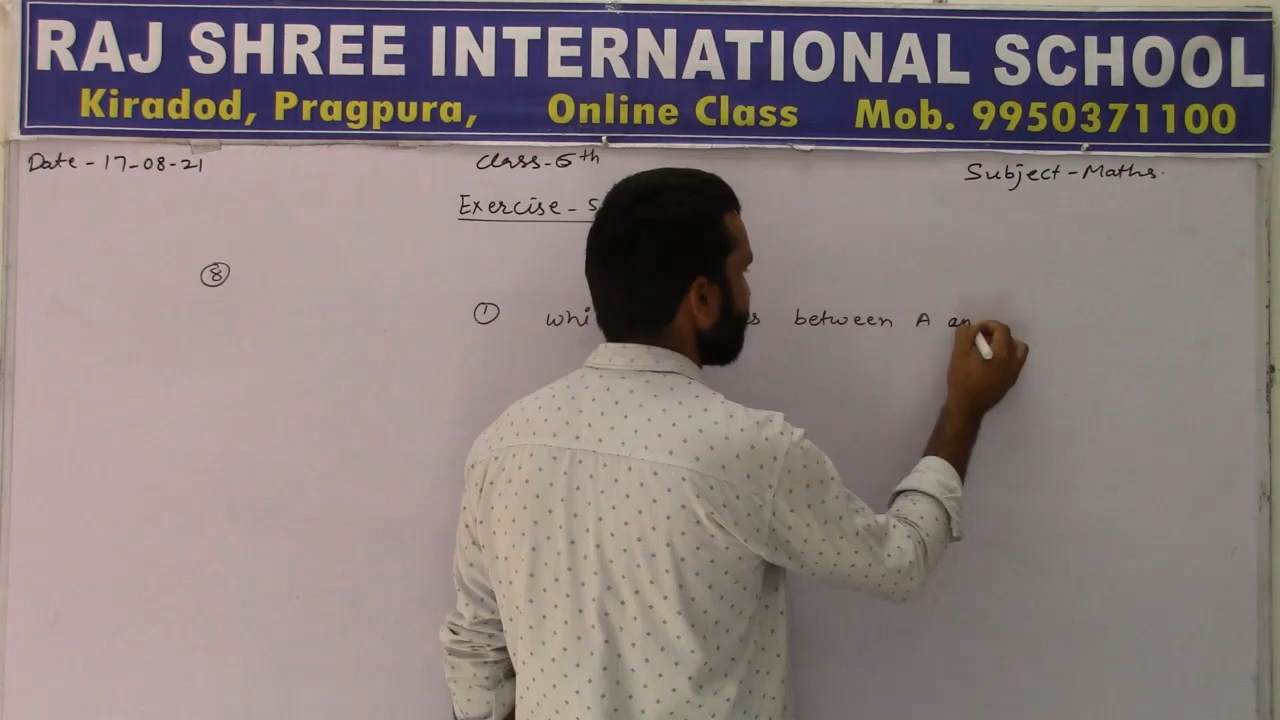 RAJ SHREE INTERNATIONAL SCHOOL
Kiradod, Pragpura, Online Class Mob. 9950371100
Date - 17-08-21 Class - 6th Subject - Maths.
Exercise -
8
1 between A